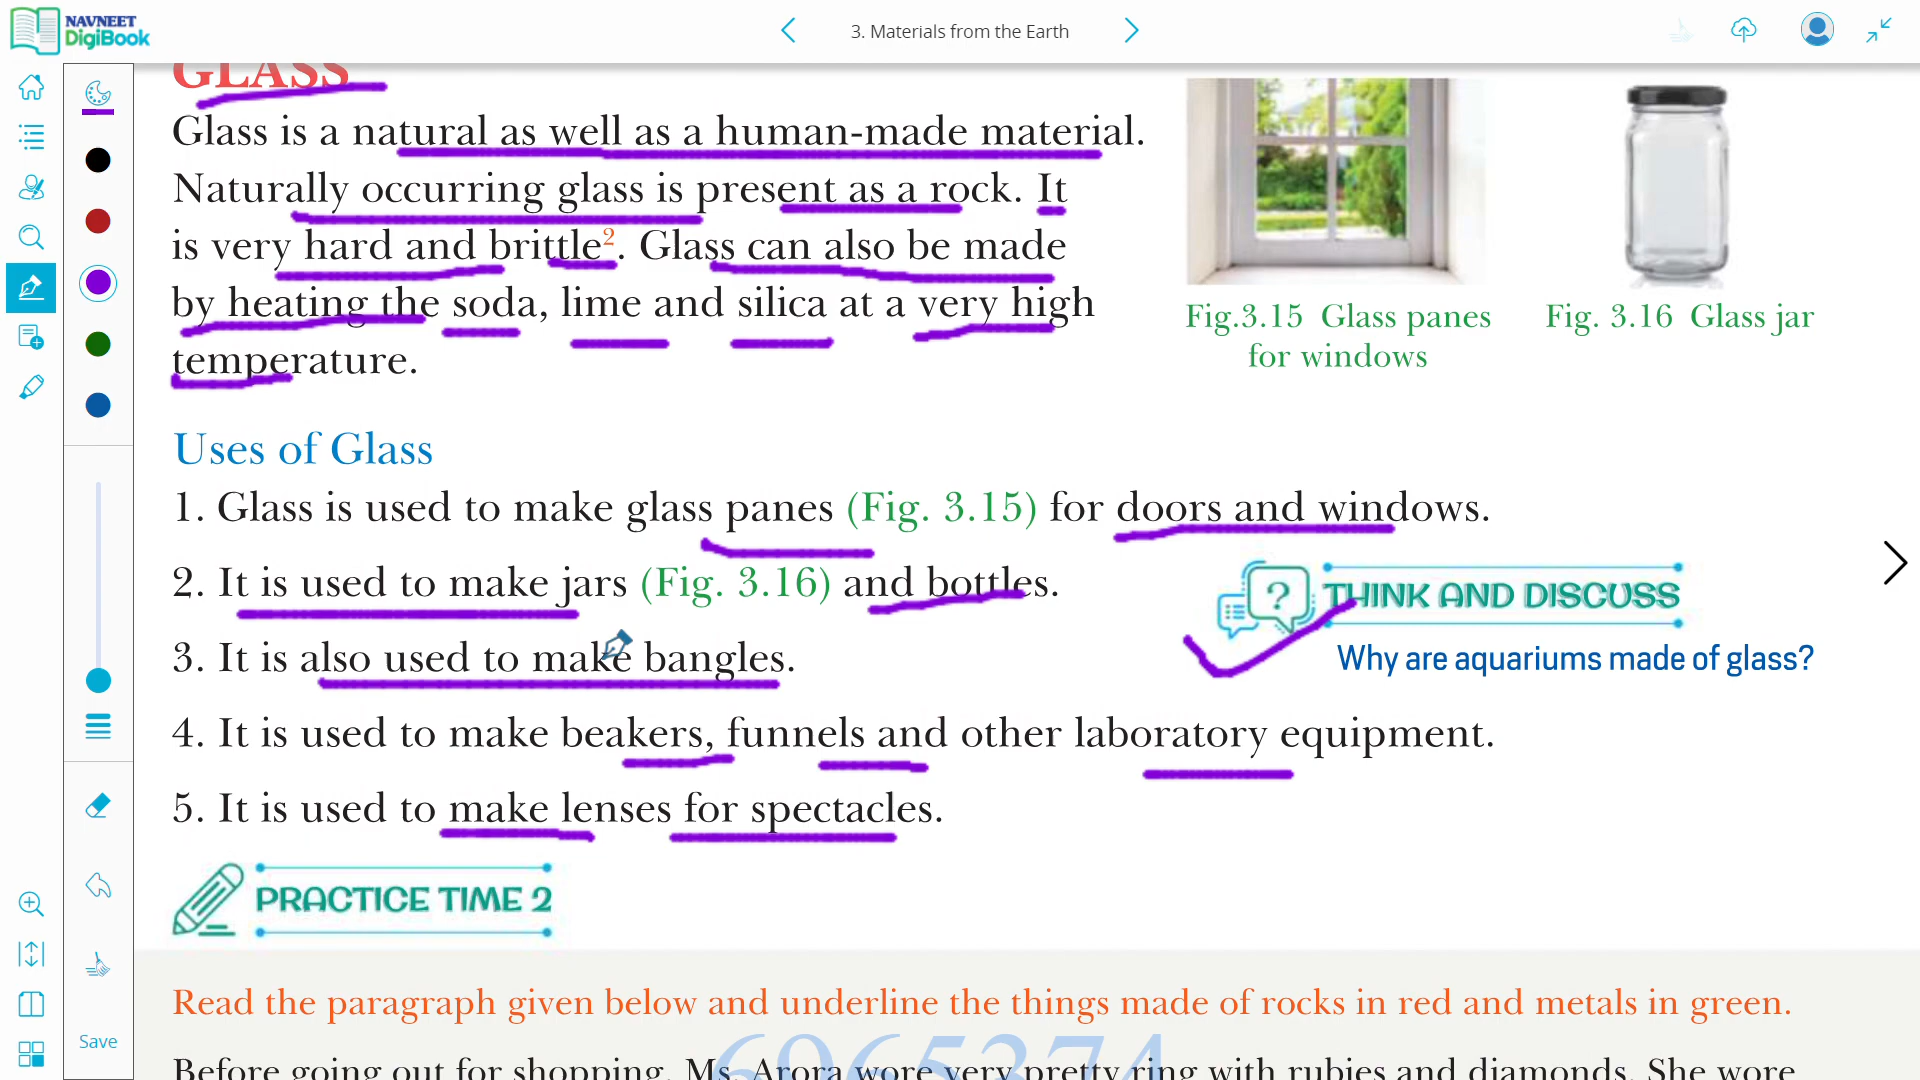 NAVNEET
DigiBook
3. Materials from the Earth
GLASS
Glass is a natural as well as a human-made material.
Naturally occurring glass is present as a rock. It
is very hard and brittle². Glass can also be made
by heating the soda, lime and silica at a very high
temperature.
Fig.3.15 Glass panes
for windows
Fig. 3.16 Glass jar
Uses of Glass
1. Glass is used to make glass panes (Fig. 3.15) for doors and windows.
2. It is used to make jars (Fig. 3.16) and bottles.
THINK AND DISCUSS
Why are aquariums made of glass?
3. It is also used to make bangles.
4. It is used to make beakers, funnels and other laboratory equipment.
5. It is used to make lenses for spectacles.
PRACTICE TIME 2
Read the paragraph given below and underline the things made of rocks in red and metals in green.
Before going out for shopping, Ms. Arora wore very pretty ring with rubies and diamonds. She wore
6965374
Save